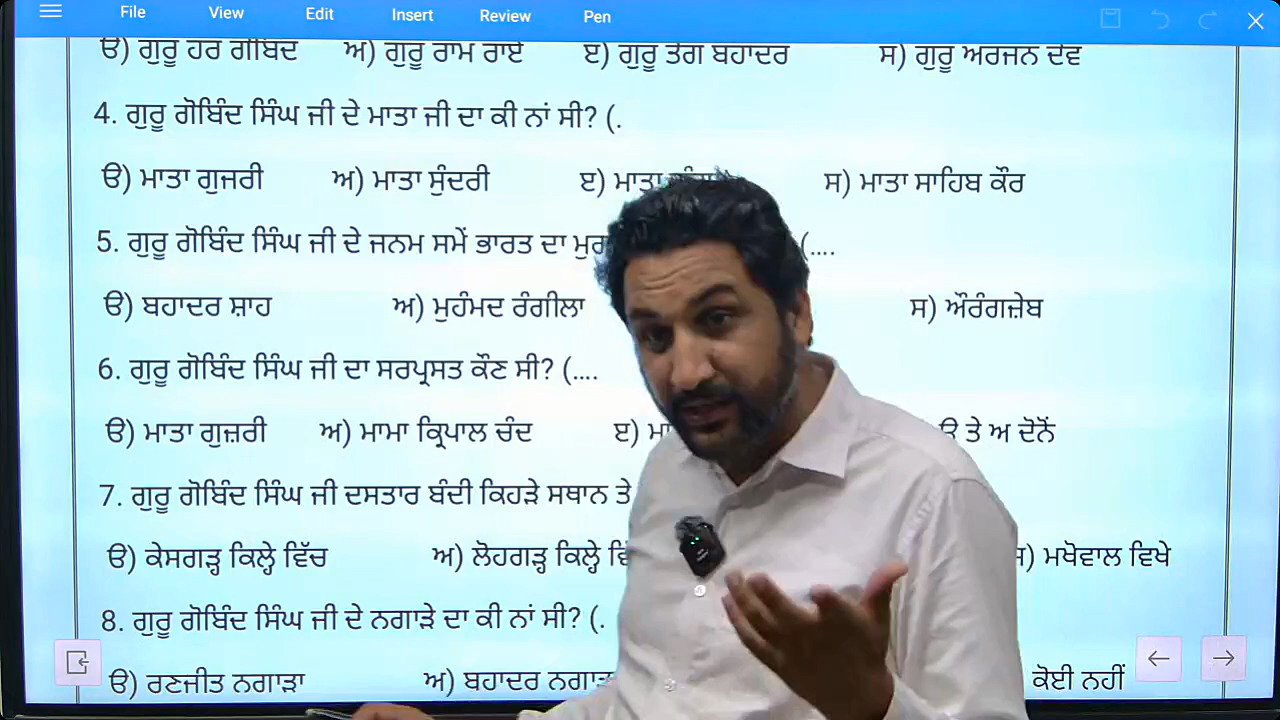 File View Edit Insert Review Pen
ੳ) ਗੁਰੂ ਹਰ ਗੋਬਿੰਦ ਅ) ਗੁਰੂ ਰਾਮ ਰਾਏ ੲ) ਗੁਰੂ ਤੇਗ ਬਹਾਦਰ ਸ) ਗੁਰੂ ਅਰਜਨ ਦੇਵ
4. ਗੁਰੂ ਗੋਬਿੰਦ ਸਿੰਘ ਜੀ ਦੇ ਮਾਤਾ ਜੀ ਦਾ ਕੀ ਨਾਂ ਸੀ? (.
ੳ) ਮਾਤਾ ਗੁਜਰੀ ਅ) ਮਾਤਾ ਸੁੰਦਰੀ ੲ) ਮਾਤਾ ਸ) ਮਾਤਾ ਸਾਹਿਬ ਕੌਰ
5. ਗੁਰੂ ਗੋਬਿੰਦ ਸਿੰਘ ਜੀ ਦੇ ਜਨਮ ਸਮੇਂ ਭਾਰਤ ਦਾ (....
ੳ) ਬਹਾਦਰ ਸ਼ਾਹ ਅ) ਮੁਹੰਮਦ ਰੰਗੀਲਾ ਸ) ਔਰੰਗਜ਼ੇਬ
6. ਗੁਰੂ ਗੋਬਿੰਦ ਸਿੰਘ ਜੀ ਦਾ ਸਰਪ੍ਰਸਤ ਕੌਣ ਸੀ? (....
ੳ) ਮਾਤਾ ਗੁਜ਼ਰੀ ਅ) ਮਾਮਾ ਕ੍ਰਿਪਾਲ ਚੰਦ ੲ) ੳ ਤੇ ਅ ਦੋਨੋਂ
7. ਗੁਰੂ ਗੋਬਿੰਦ ਸਿੰਘ ਜੀ ਦਸਤਾਰ ਬੰਦੀ ਕਿਹੜੇ ਸਥਾਨ ਤੇ
ੳ) ਕੇਸਗੜ੍ਹ ਕਿਲ੍ਹੇ ਵਿੱਚ ਅ) ਲੋਹਗੜ੍ਹ ਕਿਲ੍ਹੇ ਸ) ਮਖੋਵਾਲ ਵਿਖੇ
8. ਗੁਰੂ ਗੋਬਿੰਦ ਸਿੰਘ ਜੀ ਦੇ ਨਗਾੜੇ ਦਾ ਕੀ ਨਾਂ ਸੀ? (.
ੳ) ਰਣਜੀਤ ਨਗਾੜਾ ਅ) ਬਹਾਦਰ ਕੋਈ ਨਹੀਂ